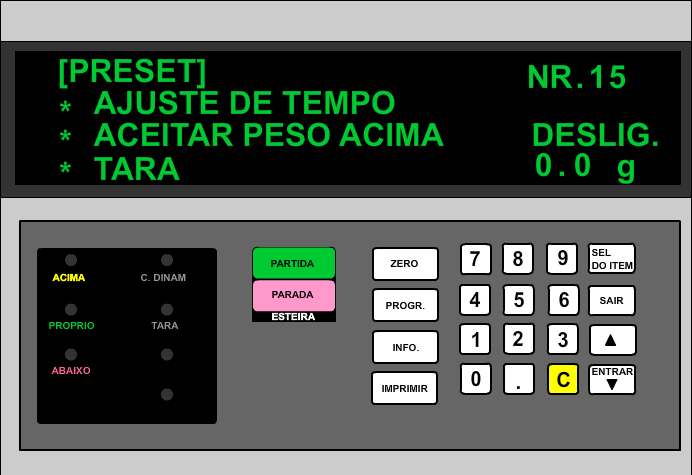 [PRESET] NR.15
* AJUSTE DE TEMPO
* ACEITAR PESO ACIMA DESLIG.
* TARA 0.0 g
ACIMA C. DINAM
PROPRIO TARA
ABAIXO
PARTIDA
PARADA
ESTEIRA
ZERO
PROGR.
INFO.
IMPRIMIR
7 8 9 SEL DO ITEM
4 5 6 SAIR
1 2 3 ▲
0 . C ENTRAR ▼